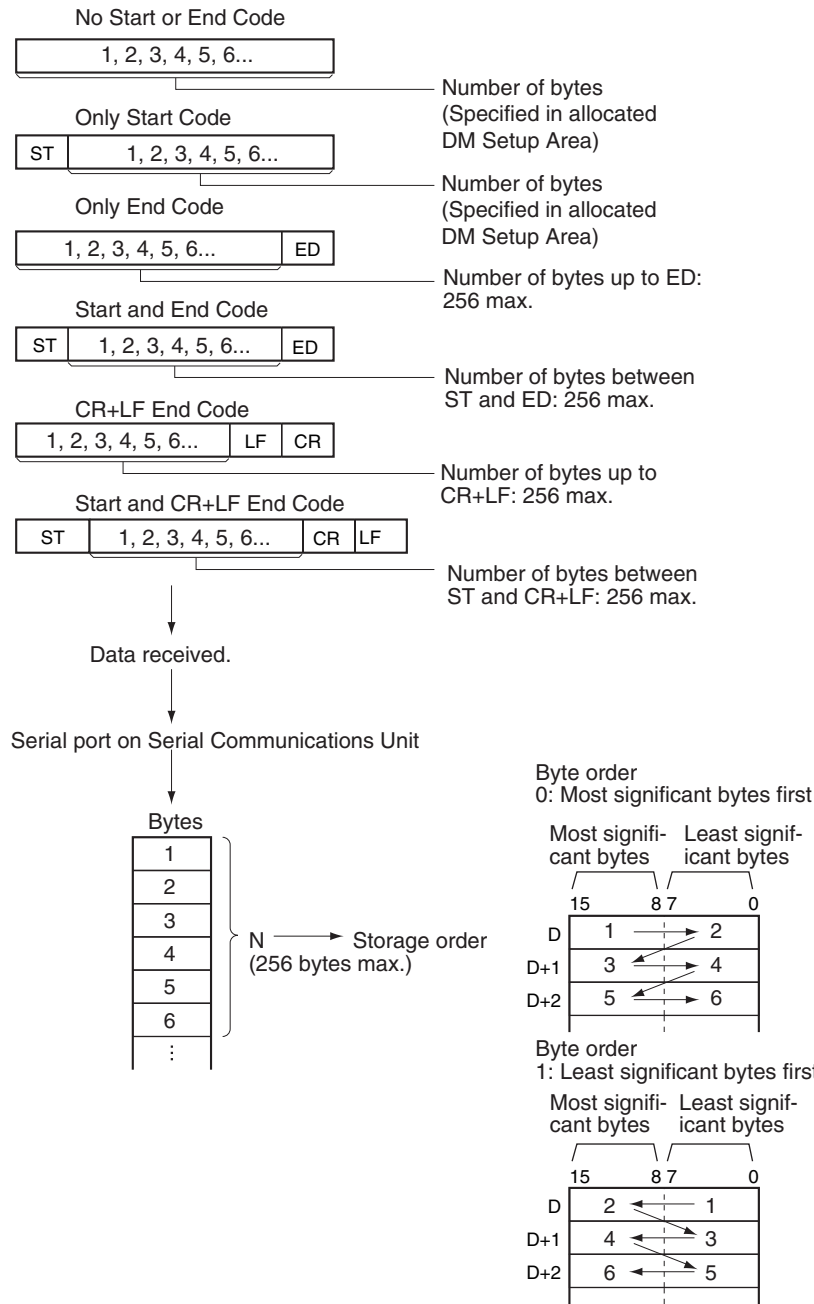 No Start or End Code
1, 2, 3, 4, 5, 6...
Number of bytes
(Specified in allocated
DM Setup Area)
Only Start Code
ST 1, 2, 3, 4, 5, 6...
Number of bytes
(Specified in allocated
DM Setup Area)
Only End Code
1, 2, 3, 4, 5, 6... ED
Number of bytes up to ED:
256 max.
Start and End Code
ST 1, 2, 3, 4, 5, 6... ED
Number of bytes between
ST and ED: 256 max.
CR+LF End Code
1, 2, 3, 4, 5, 6... LF CR
Number of bytes up to
CR+LF: 256 max.
Start and CR+LF End Code
ST 1, 2, 3, 4, 5, 6... CR LF
Number of bytes between
ST and CR+LF: 256 max.
Data received.
Serial port on Serial Communications Unit
Bytes
1
2
3
4
5
6
⋮
N
(256 bytes max.)
Storage order
Byte order
0: Most significant bytes first
Most signifi-
cant bytes
Least signif-
icant bytes
15 8 7 0
D 1 2
D+1 3 4
D+2 5 6
Byte order
1: Least significant bytes first
Most signifi-
cant bytes
Least signif-
icant bytes
15 8 7 0
D 2 1
D+1 4 3
D+2 6 5